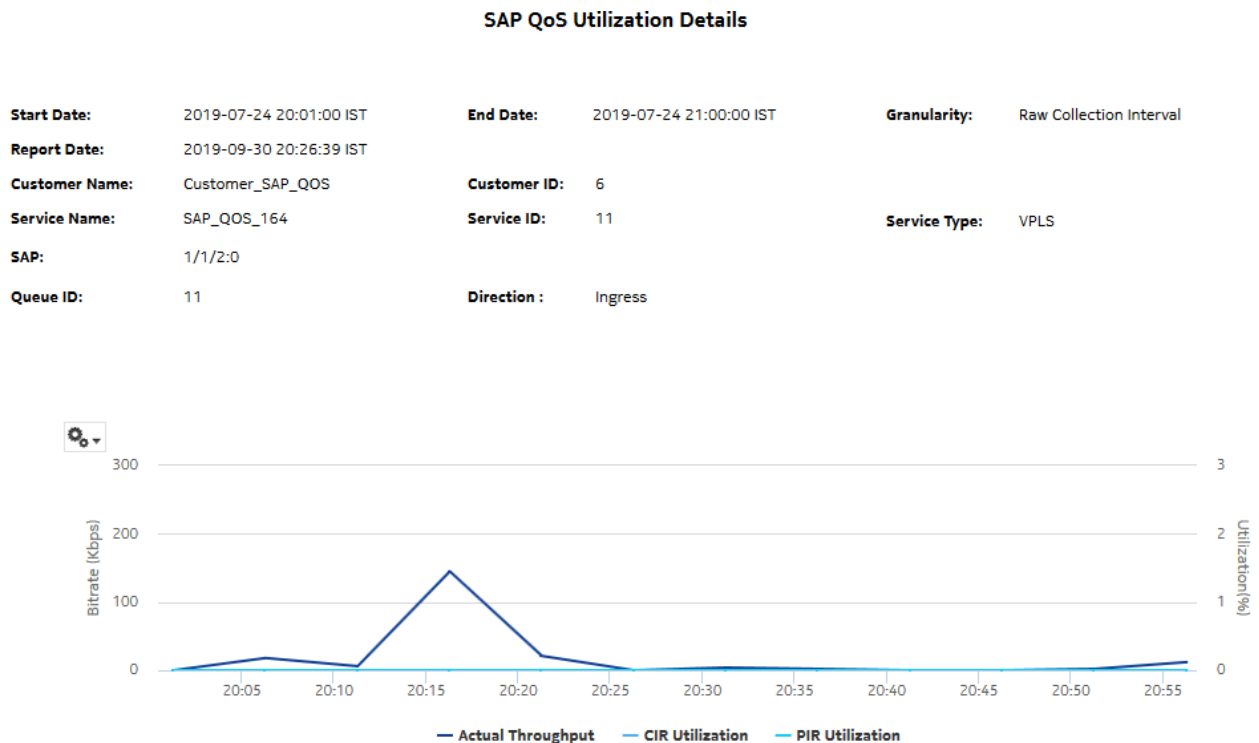 SAP QoS Utilization Details
Start Date: 2019-07-24 20:01:00 IST End Date: 2019-07-24 21:00:00 IST Granularity: Raw Collection Interval
Report Date: 2019-09-30 20:26:39 IST
Customer Name: Customer_SAP_QOS Customer ID: 6
Service Name: SAP_QOS_164 Service ID: 11 Service Type: VPLS
SAP: 1/1/2:0
Queue ID: 11 Direction : Ingress
300 3
200 2
100 1
0 0
Bitrate (Kbps)
Utilization(%)
20:05 20:10 20:15 20:20 20:25 20:30 20:35 20:40 20:45 20:50 20:55
Actual Throughput CIR Utilization PIR Utilization